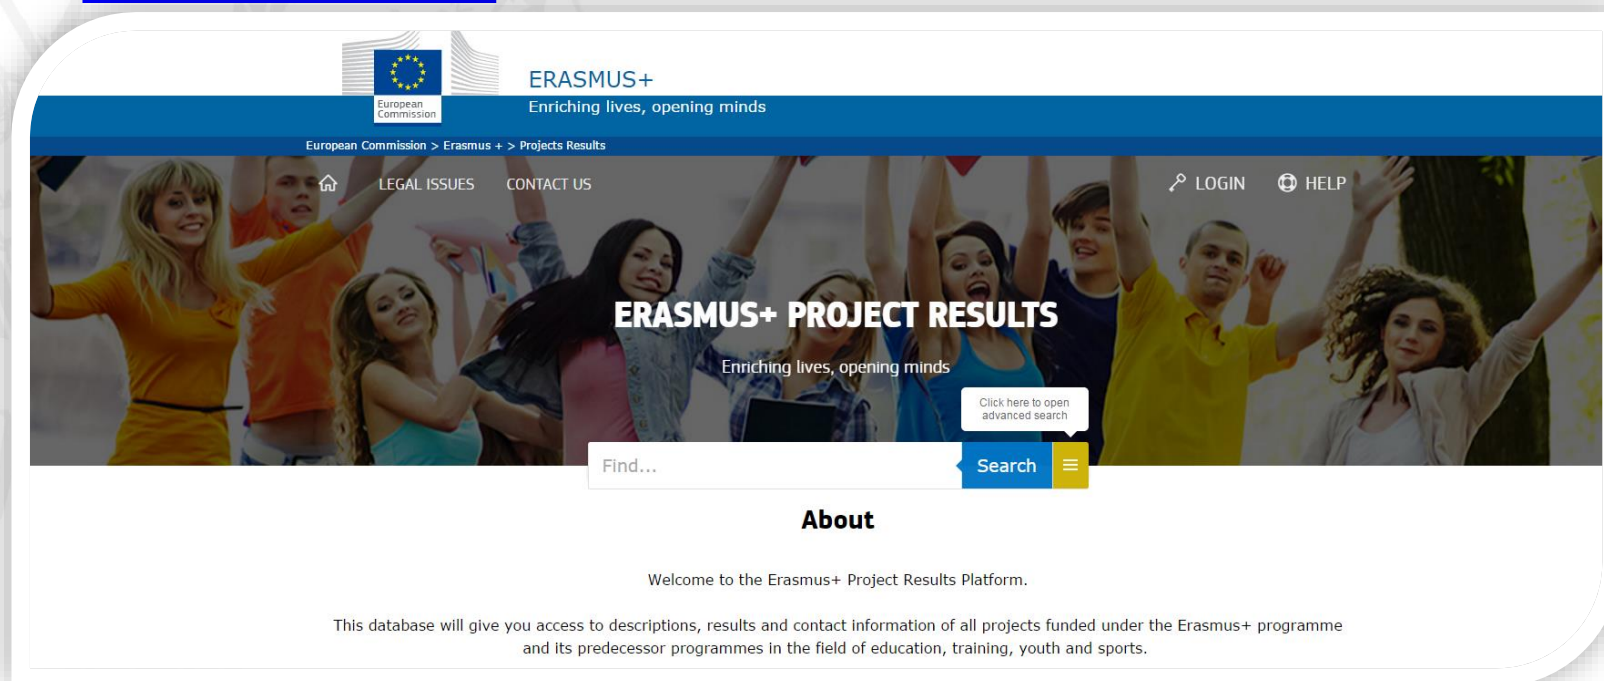 ERASMUS+
European
Commission
Enriching lives, opening minds
European Commission > Erasmus + > Projects Results
LEGAL ISSUES CONTACT US LOGIN HELP
ERASMUS+ PROJECT RESULTS
Enriching lives, opening minds
Click here to open
advanced search
Find... Search
About
Welcome to the Erasmus+ Project Results Platform.
This database will give you access to descriptions, results and contact information of all projects funded under the Erasmus+ programme
and its predecessor programmes in the field of education, training, youth and sports.